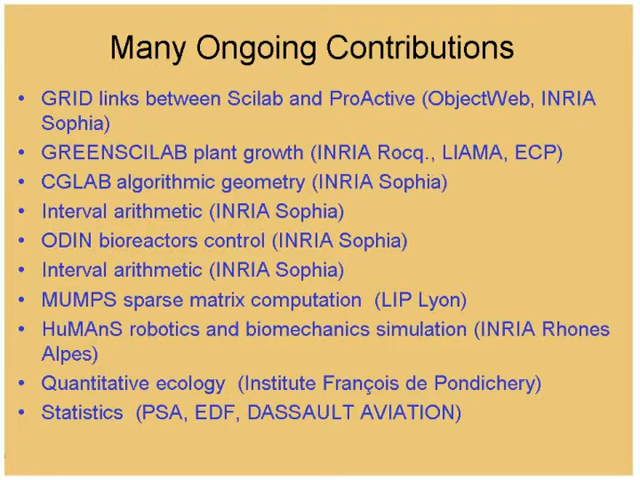 Many Ongoing Contributions
• GRID links between Scilab and ProActive (ObjectWeb, INRIA
Sophia)
• GREENSCILAB plant growth (INRIA Rocq., LIAMA, ECP)
• CGLAB algorithmic geometry (INRIA Sophia)
• Interval arithmetic (INRIA Sophia)
• ODIN bioreactors control (INRIA Sophia)
• Interval arithmetic (INRIA Sophia)
• MUMPS sparse matrix computation (LIP Lyon)
• HuMAnS robotics and biomechanics simulation (INRIA Rhones
Alpes)
• Quantitative ecology (Institute François de Pondichery)
• Statistics (PSA, EDF, DASSAULT AVIATION)